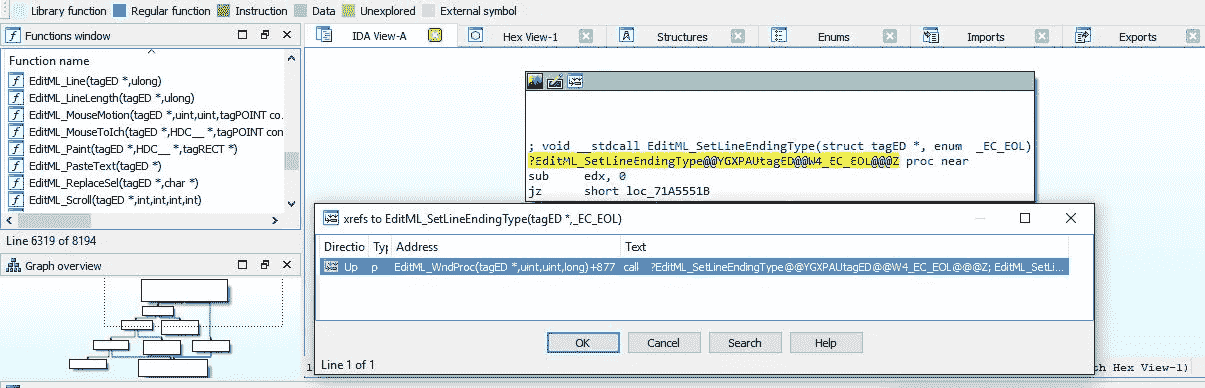 Library function Regular function Instruction Data Unexplored External symbol
Functions window
IDA View-A Hex View-1 Structures Enums Imports Exports
Function name
EditML_Line(tagED *,ulong)
EditML_LineLength(tagED *,ulong)
EditML_MouseMotion(tagED *,uint,uint,tagPOINT co...
EditML_MouseToIch(tagED *,HDC__ *,tagPOINT con
EditML_Paint(tagED *,HDC__ *,tagRECT *)
EditML_PasteText(tagED *)
EditML_ReplaceSel(tagED *,char *)
EditML_Scroll(tagED *,int,int,int,int)
Line 6319 of 8194
Graph overview
; void __stdcall EditML_SetLineEndingType(struct tagED *, enum _EC_EOL)
?EditML_SetLineEndingType@@YGXPAUtagED@@W4_EC_EOL@@@Z proc near
sub edx, 0
jz short loc_71A5551B
xrefs to EditML_SetLineEndingType(tagED *,_EC_EOL)
Directio Typ Address Text
Up p EditML_WndProc(tagED *,uint,uint,long)+877 call ?EditML_SetLineEndingType@@YGXPAUtagED@@W4_EC_EOL@@@Z; EditML_SetLi...
OK Cancel Search Help
Line 1 of 1
h Hex View-1)